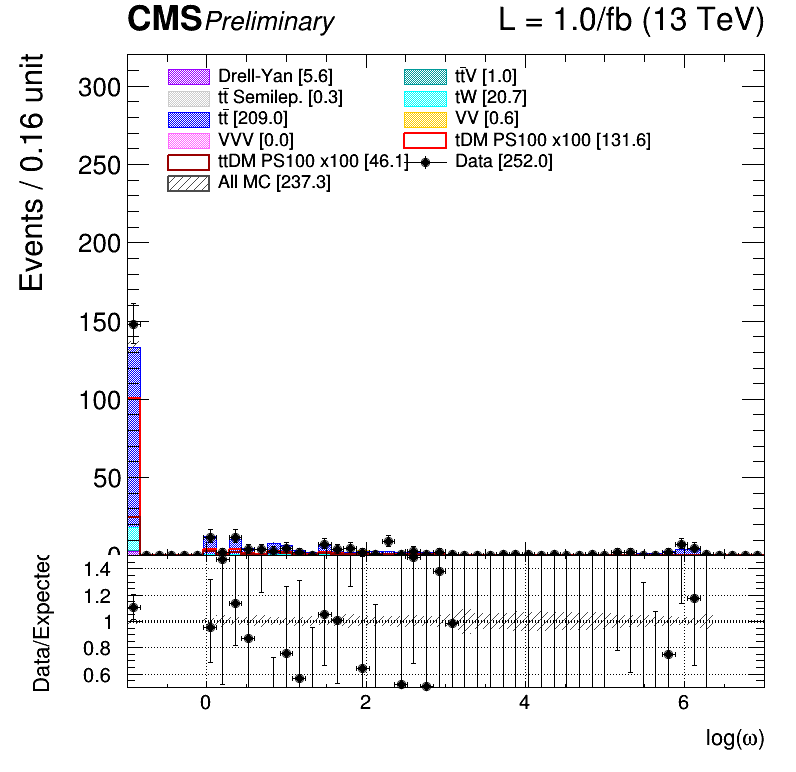 CMS Preliminary L = 1.0/fb (13 TeV)
Events / 0.16 unit
300
250
200
150
100
50
0
Drell-Yan [5.6]
tt̄ Semilep. [0.3]
tt̄ [209.0]
VVV [0.0]
ttDM PS100 x100 [46.1]
All MC [237.3]
tt̄V [1.0]
tW [20.7]
VV [0.6]
tDM PS100 x100 [131.6]
Data [252.0]
Data/Expected
1.4
1.2
1
0.8
0.6
0 2 4 6
log(ω)